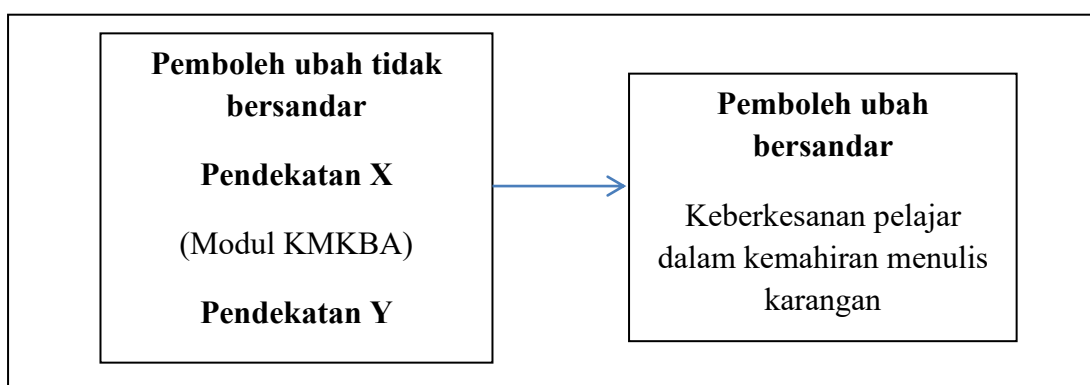 Pemboleh ubah tidak
bersandar
Pendekatan X
(Modul KMKBA)
Pendekatan Y
Pemboleh ubah
bersandar
Keberkesanan pelajar
dalam kemahiran menulis
karangan